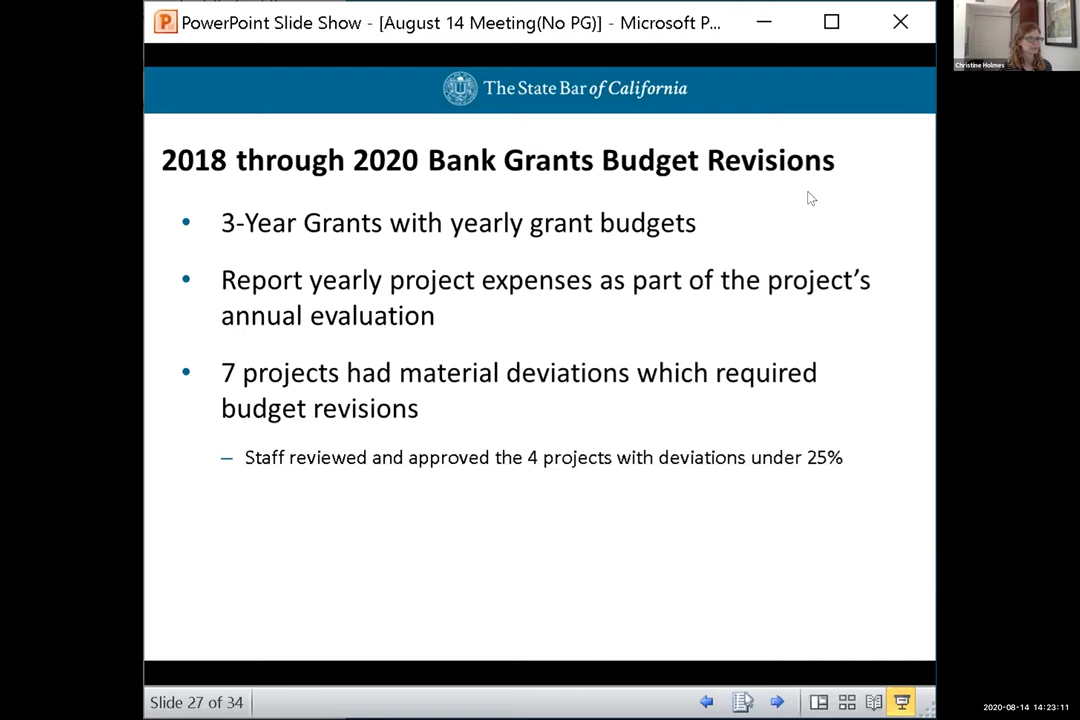 PowerPoint Slide Show - [August 14 Meeting(No PG)] - Microsoft P...
Christine Holmes
The State Bar of California
2018 through 2020 Bank Grants Budget Revisions
• 3-Year Grants with yearly grant budgets
• Report yearly project expenses as part of the project’s
annual evaluation
• 7 projects had material deviations which required
budget revisions
– Staff reviewed and approved the 4 projects with deviations under 25%
Slide 27 of 34
2020-08-14 14:23:11